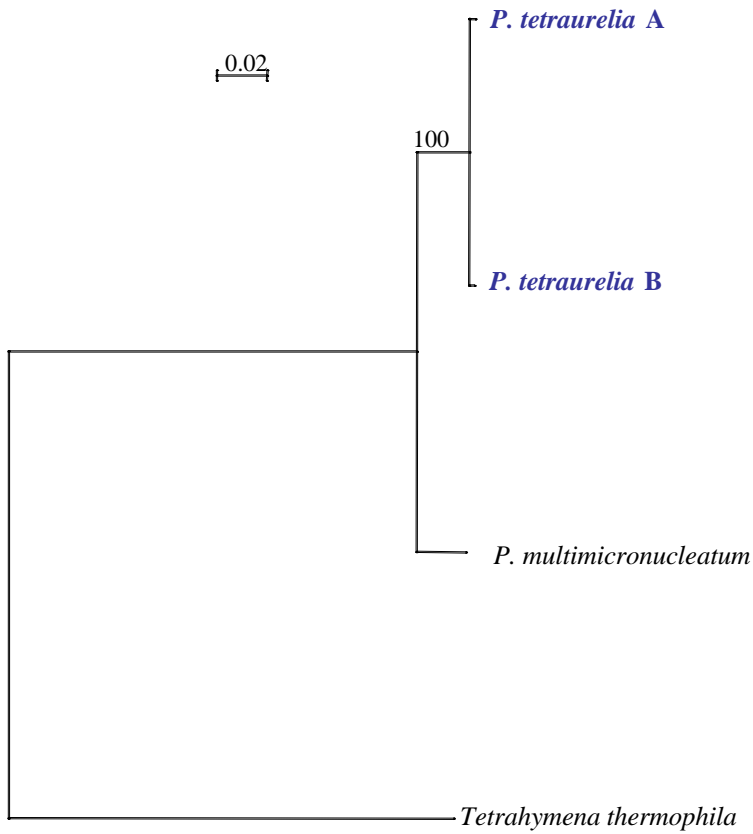 P. tetraurelia A
0.02
100
P. tetraurelia B
P. multimicronucleatum
Tetrahymena thermophila